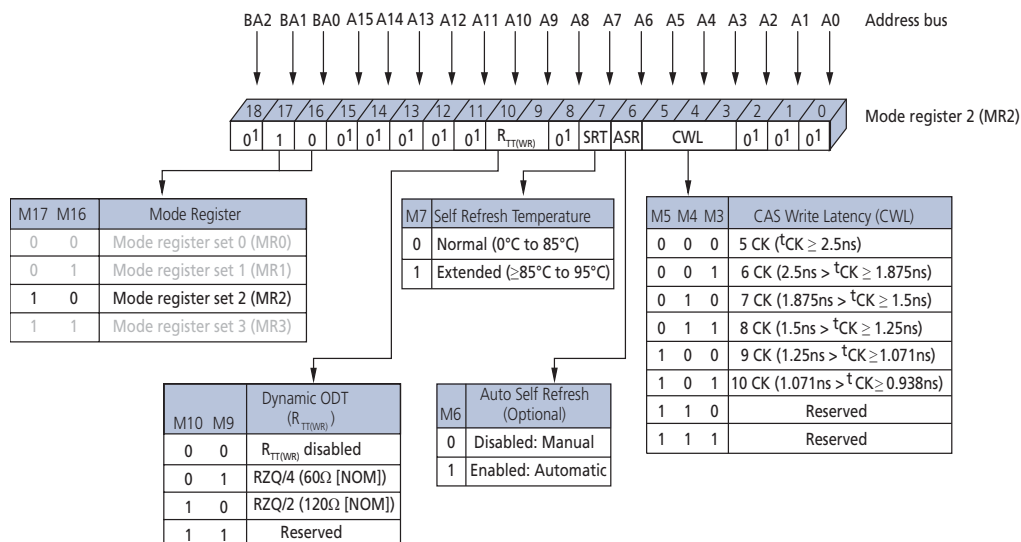 BA2 BA1 BA0 A15 A14 A13 A12 A11 A10 A9 A8 A7 A6 A5 A4 A3 A2 A1 A0 Address bus
18 17 16 15 14 13 12 11 10 9 8 7 6 5 4 3 2 1 0
Mode register 2 (MR2)
0¹ 1 0 0¹ 0¹ 0¹ 0¹ 0¹ R_TT(WR) 0¹ SRT ASR CWL 0¹ 0¹ 0¹
M17 M16 Mode Register
0 0 Mode register set 0 (MR0)
0 1 Mode register set 1 (MR1)
1 0 Mode register set 2 (MR2)
1 1 Mode register set 3 (MR3)
M7 Self Refresh Temperature
0 Normal (0°C to 85°C)
1 Extended (≥85°C to 95°C)
M5 M4 M3 CAS Write Latency (CWL)
0 0 0 5 CK (tCK ≥ 2.5ns)
0 0 1 6 CK (2.5ns > tCK ≥ 1.875ns)
0 1 0 7 CK (1.875ns > tCK ≥ 1.5ns)
0 1 1 8 CK (1.5ns > tCK ≥ 1.25ns)
1 0 0 9 CK (1.25ns > tCK ≥1.071ns)
1 0 1 10 CK (1.071ns > tCK≥ 0.938ns)
1 1 0 Reserved
1 1 1 Reserved
M10 M9 Dynamic ODT
(R_TT(WR))
0 0 R_TT(WR) disabled
0 1 RZQ/4 (60Ω [NOM])
1 0 RZQ/2 (120Ω [NOM])
1 1 Reserved
M6 Auto Self Refresh
(Optional)
0 Disabled: Manual
1 Enabled: Automatic